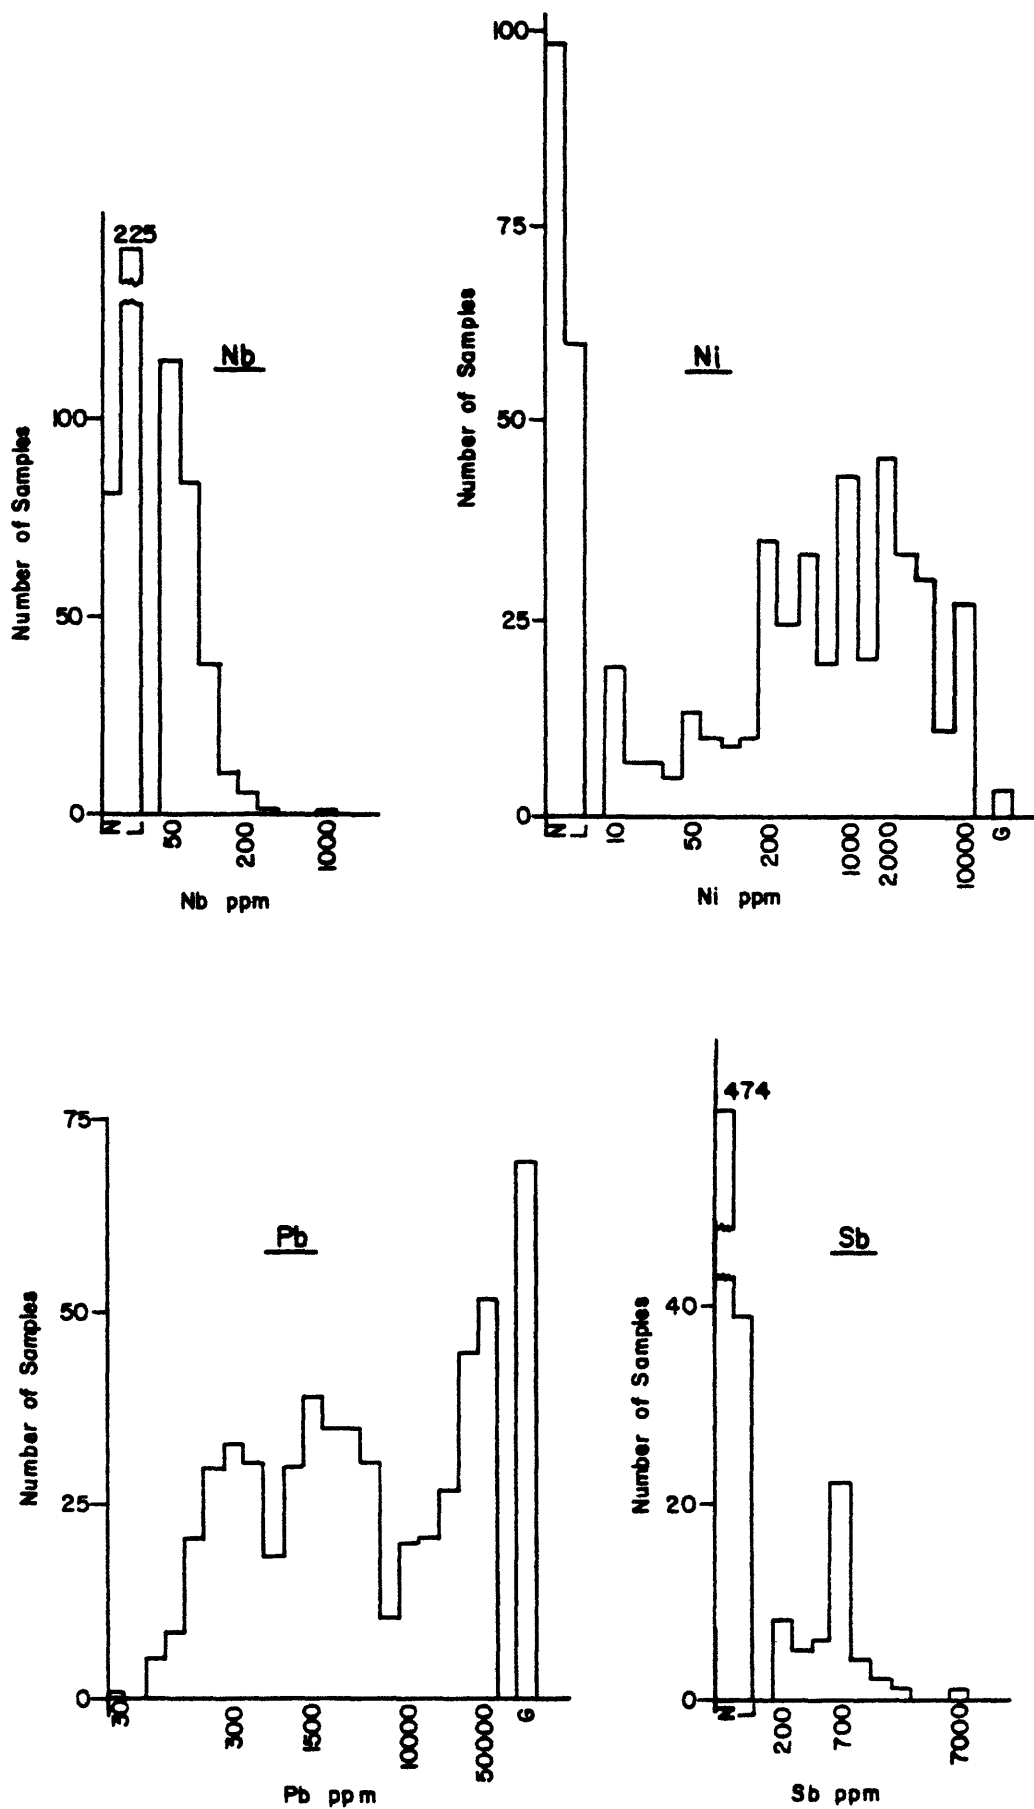 225
Nb
100
50
0
Number of Samples
N L 50 200 1000
Nb ppm
100
75
50
25
0
Number of Samples
Ni
N L 10 50 200 1000 2000 10000 G
Ni ppm
75
50
25
0
Number of Samples
Pb
30 300 1500 10000 50000 G
Pb ppm
474
Sb
40
20
0
Number of Samples
N L 200 700 7000
Sb ppm